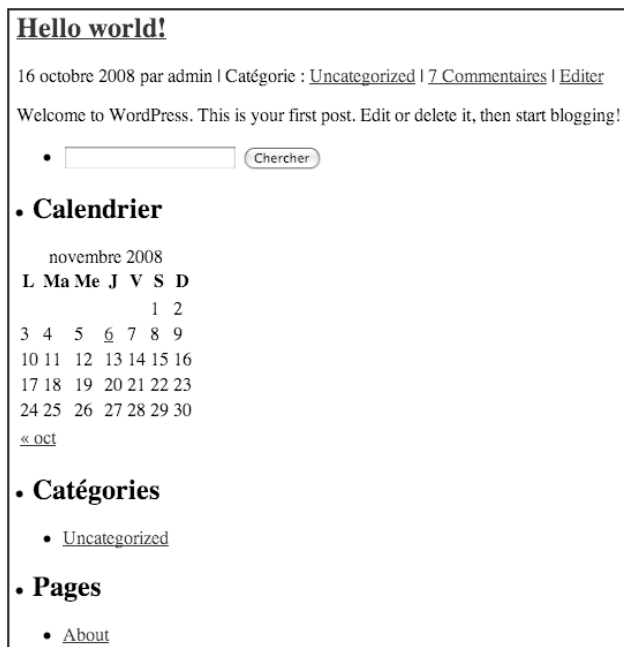 Hello world!
16 octobre 2008 par admin | Catégorie : Uncategorized | 7 Commentaires | Editer
Welcome to WordPress. This is your first post. Edit or delete it, then start blogging!
Chercher
Calendrier
novembre 2008
L Ma Me J V S D
1 2
3 4 5 6 7 8 9
10 11 12 13 14 15 16
17 18 19 20 21 22 23
24 25 26 27 28 29 30
« oct
Catégories
Uncategorized
Pages
About